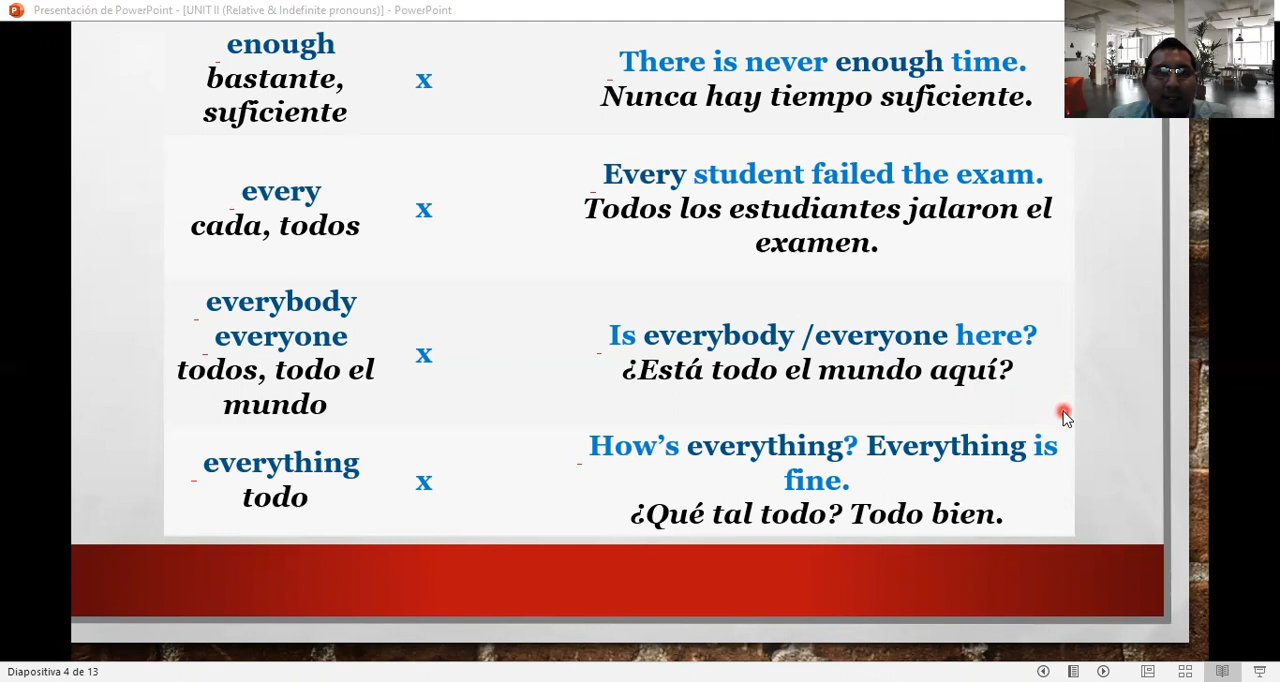 Presentación de PowerPoint - [UNIT II (Relative & Indefinite pronouns)] - PowerPoint
enough
bastante,
suficiente
x
There is never enough time.
Nunca hay tiempo suficiente.
every
cada, todos
x
Every student failed the exam.
Todos los estudiantes jalaron el
examen.
everybody
everyone
todos, todo el
mundo
x
Is everybody /everyone here?
¿Está todo el mundo aquí?
everything
todo
x
How’s everything? Everything is
fine.
¿Qué tal todo? Todo bien.
Diapositiva 4 de 13